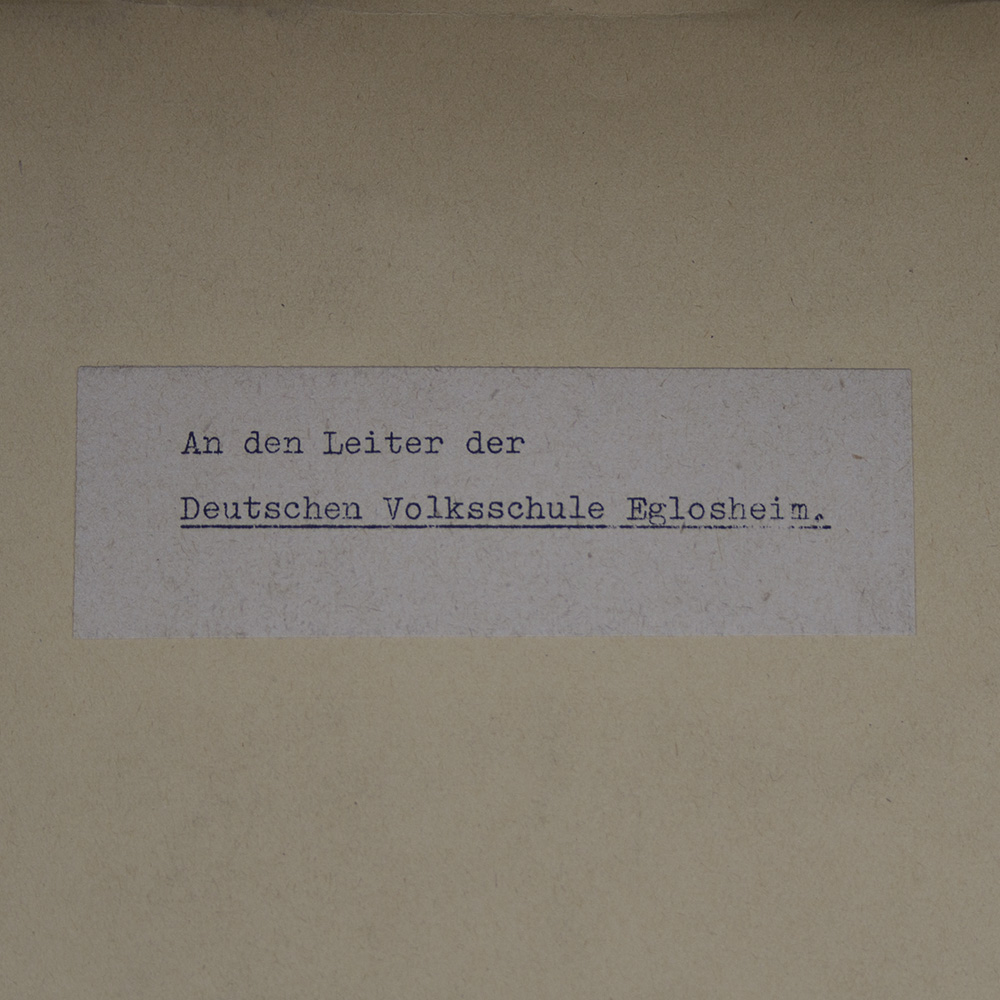 An den Leiter der
Deutschen Volksschule Eglosheim.